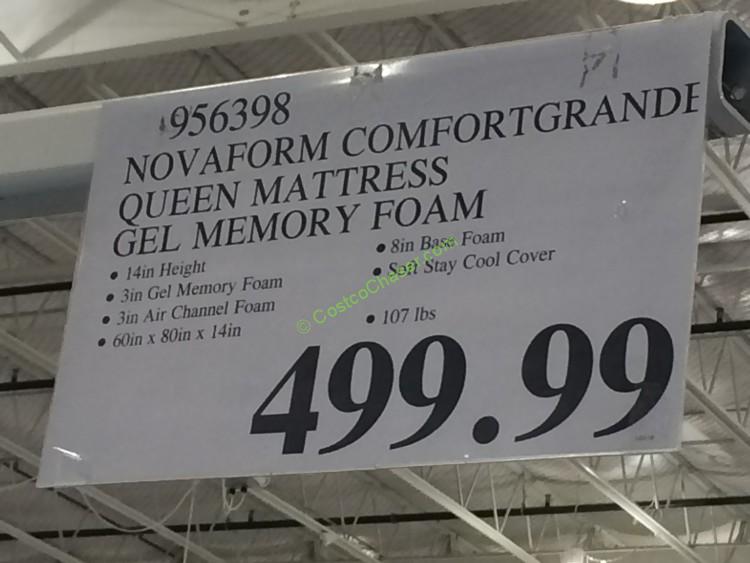 956398
NOVAFORM COMFORTGRANDE
QUEEN MATTRESS
GEL MEMORY FOAM
• 14in Height
• 3in Gel Memory Foam
• 3in Air Channel Foam
• 60in x 80in x 14in
• 8in Base Foam
• Soft Stay Cool Cover
• 107 lbs
499.99
© CostcoChaser.com